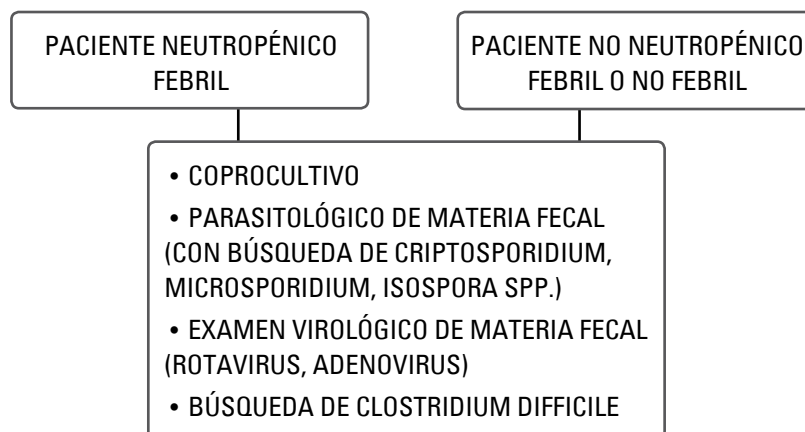 PACIENTE NEUTROPÉNICO
FEBRIL
PACIENTE NO NEUTROPÉNICO
FEBRIL O NO FEBRIL
• COPROCULTIVO
• PARASITOLÓGICO DE MATERIA FECAL
(CON BÚSQUEDA DE CRIPTOSPORIDIUM,
MICROSPORIDIUM, ISOSPORA SPP.)
• EXAMEN VIROLÓGICO DE MATERIA FECAL
(ROTAVIRUS, ADENOVIRUS)
• BÚSQUEDA DE CLOSTRIDIUM DIFFICILE